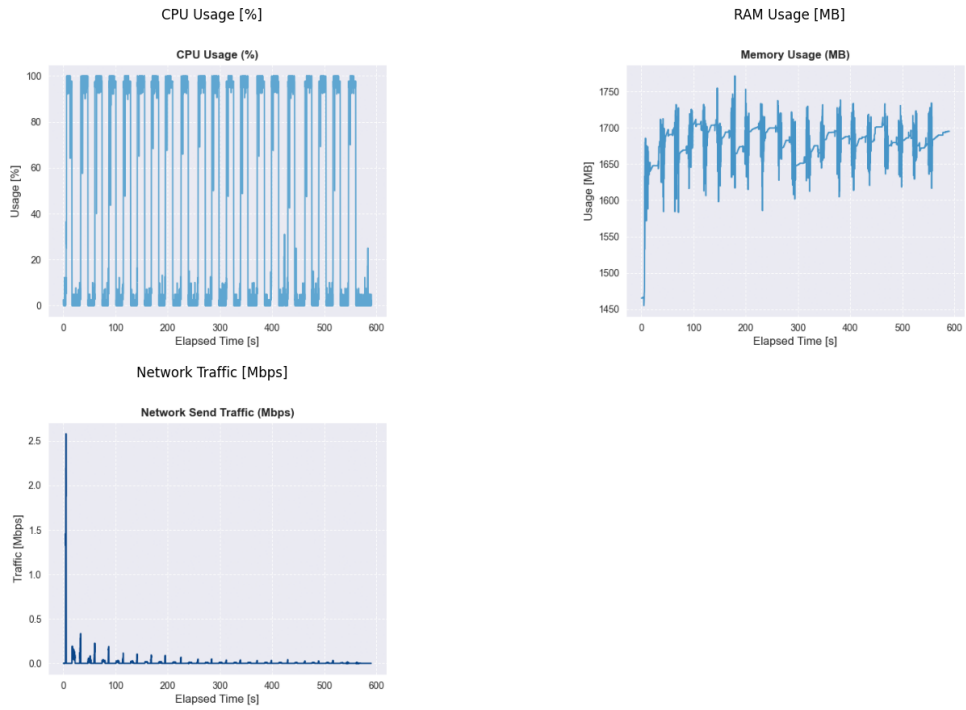 CPU Usage [%]
CPU Usage (%)
100
80
60
40
20
0
Usage [%]
0 100 200 300 400 500 600
Elapsed Time [s]
RAM Usage [MB]
Memory Usage (MB)
1750
1700
1650
1600
1550
1500
1450
Usage [MB]
0 100 200 300 400 500 600
Elapsed Time [s]
Network Traffic [Mbps]
Network Send Traffic (Mbps)
2.5
2.0
1.5
1.0
0.5
0.0
Traffic [Mbps]
0 100 200 300 400 500 600
Elapsed Time [s]